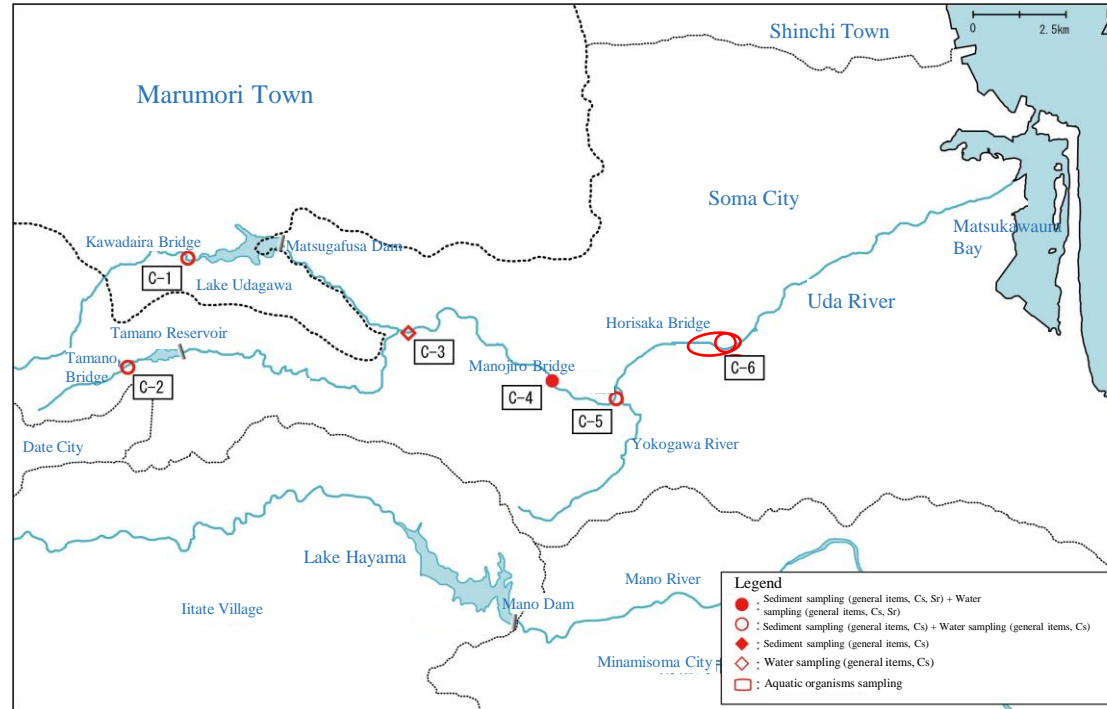 Shinchi Town
0 2.5km
Marumori Town
Soma City
Matsukawaura
Bay
Kawadaira Bridge
Matsugafusa Dam
C-1
Lake Udagawa
Uda River
Tamano Reservoir
Horisaka Bridge
C-3
Tamano
Bridge
Manojiro Bridge
C-6
C-2
C-4
C-5
Date City
Yokogawa River
Lake Hayama
Mano River
Iitate Village
Mano Dam
Minamisoma City
Legend
: Sediment sampling (general items, Cs, Sr) + Water
sampling (general items, Cs, Sr)
: Sediment sampling (general items, Cs) + Water sampling (general items, Cs)
: Sediment sampling (general items, Cs)
: Water sampling (general items, Cs)
: Aquatic organisms sampling